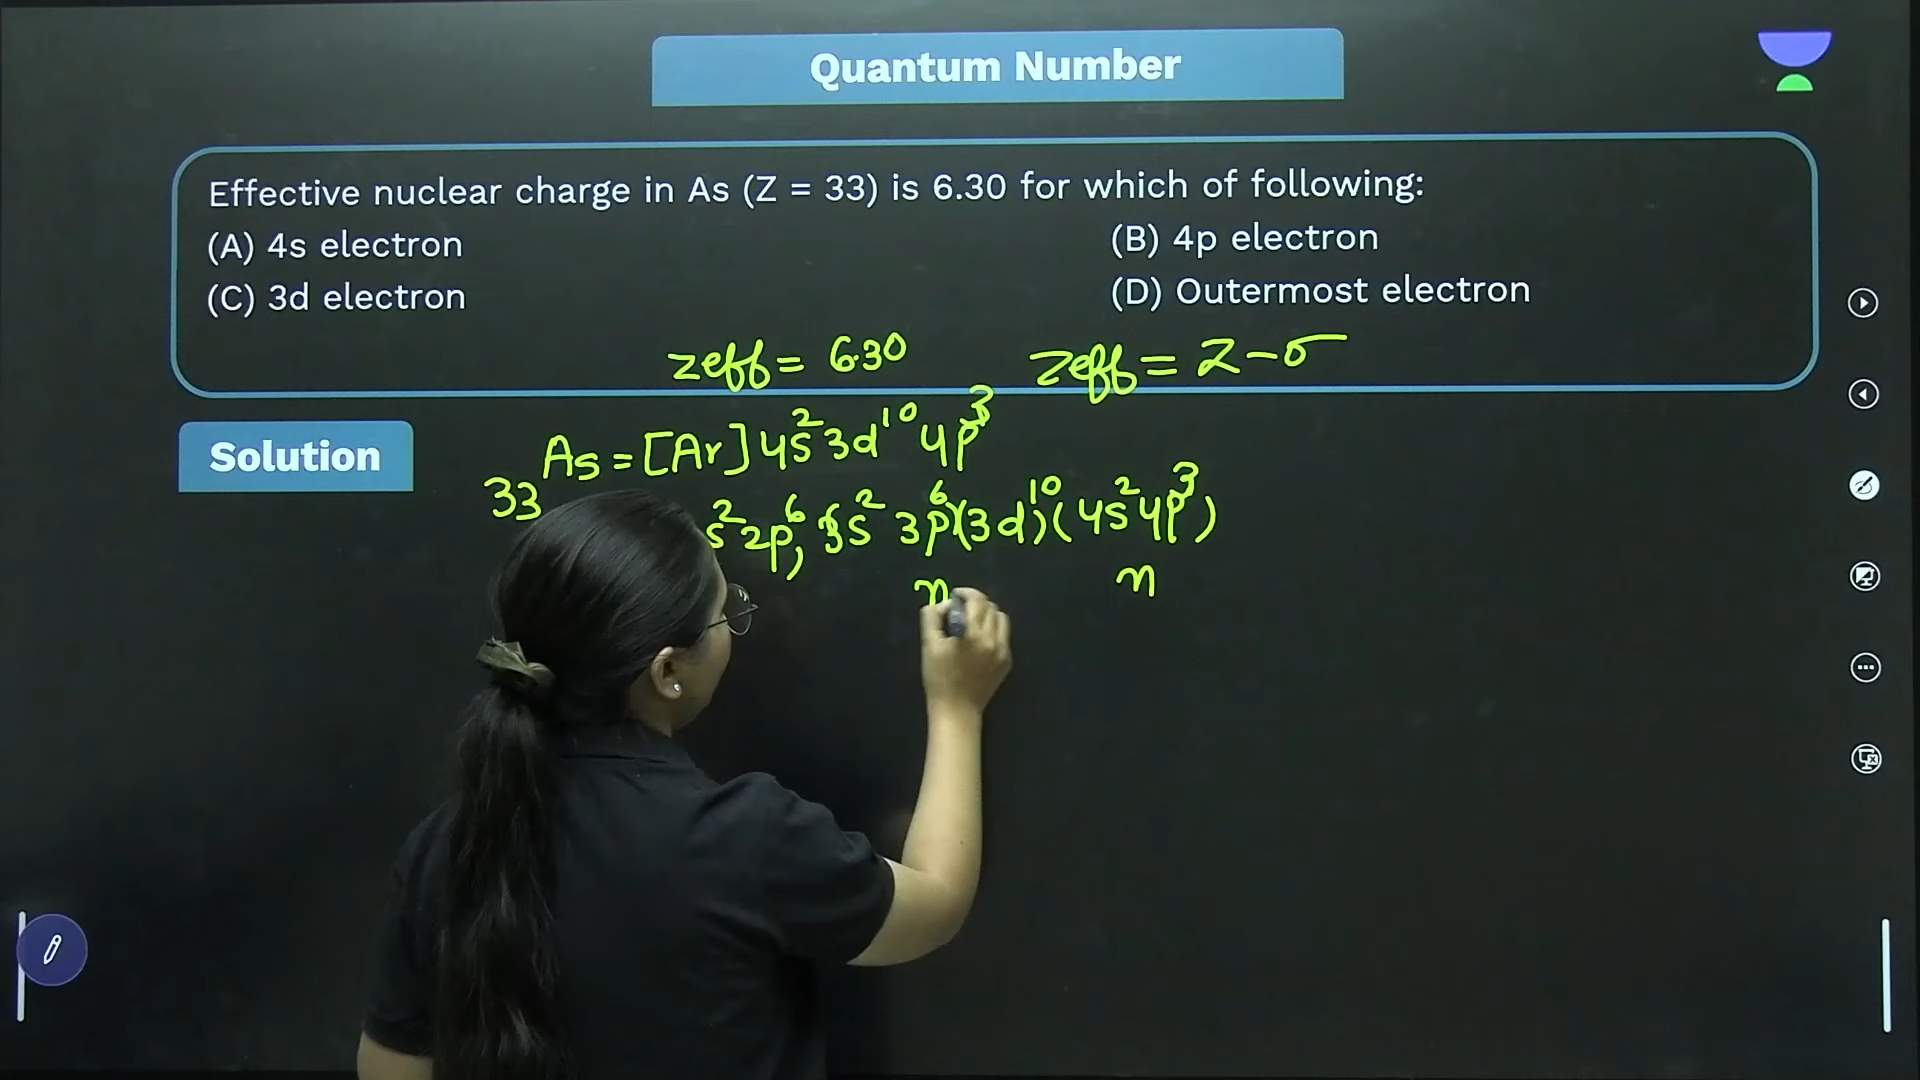 Quantum Number
Effective nuclear charge in As (Z = 33) is 6.30 for which of following:
(A) 4s electron (B) 4p electron
(C) 3d electron (D) Outermost electron
zeff = 6.30 zeff = Z-σ
Solution
33As = [Ar] 4s² 3d¹⁰ 4p³
s² 2p⁶, 3s² 3p⁶ (3d)¹⁰ (4s² 4p³)
n n